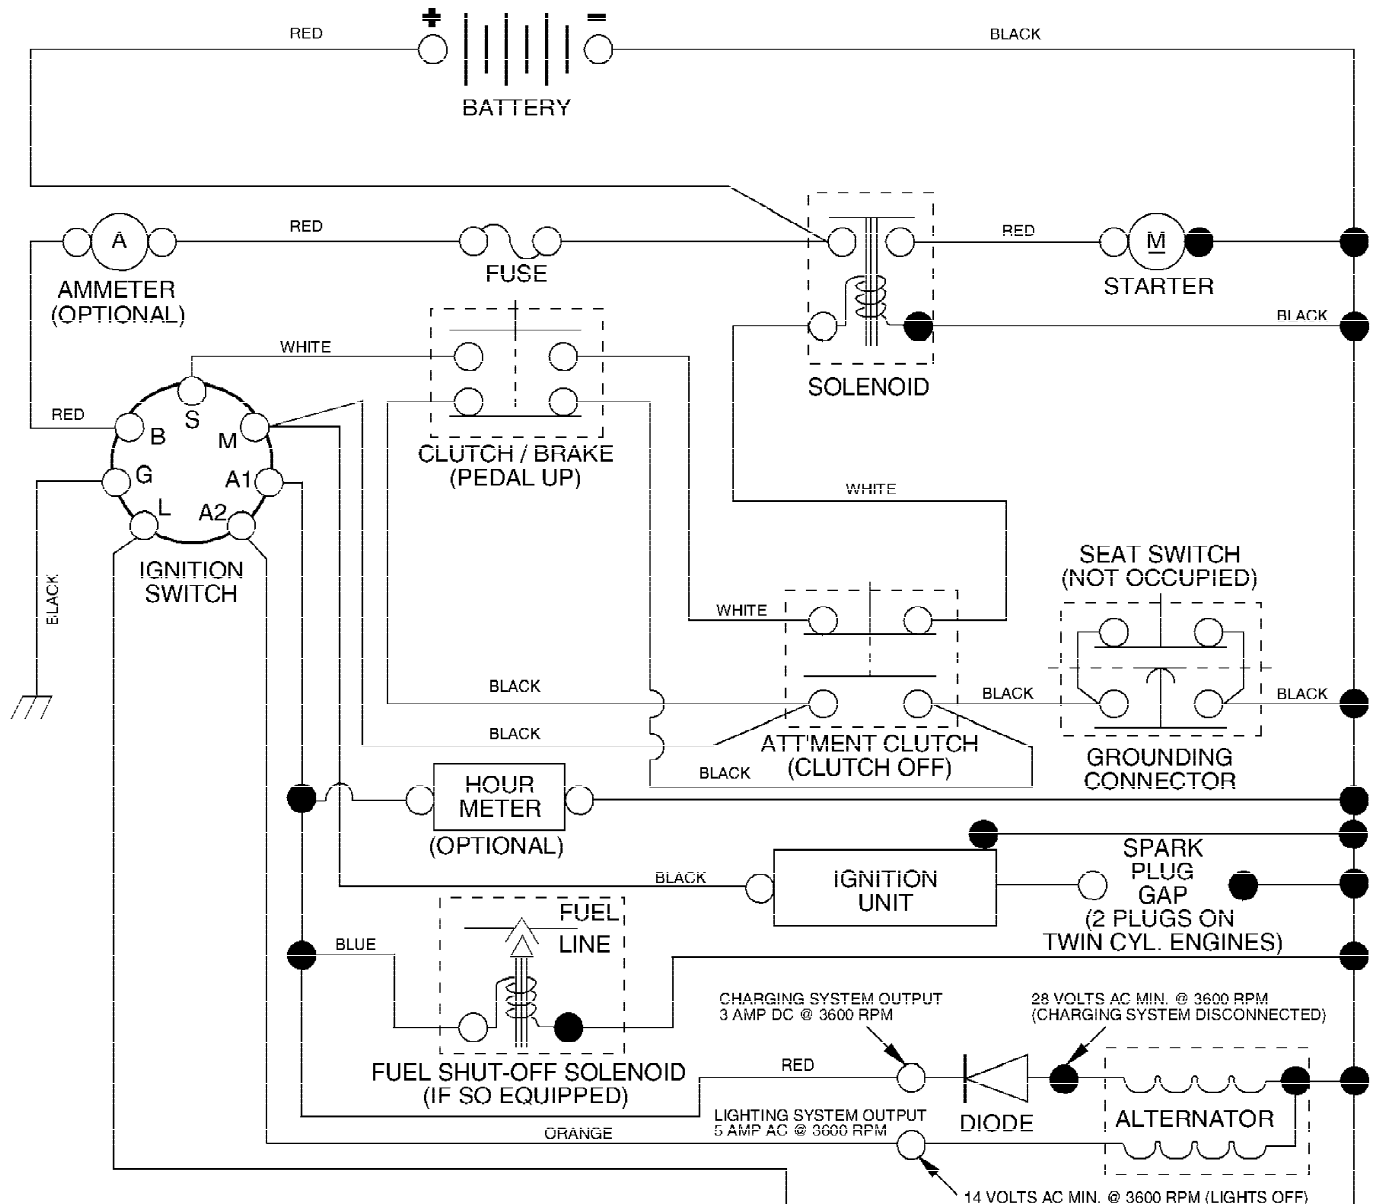 +
–
RED
BLACK
BATTERY
RED
A
RED
M
AMMETER
(OPTIONAL)
FUSE
STARTER
BLACK
WHITE
SOLENOID
RED
S
B
M
G
A1
L
A2
CLUTCH / BRAKE
(PEDAL UP)
WHITE
IGNITION
SWITCH
BLACK
SEAT SWITCH
(NOT OCCUPIED)
WHITE
BLACK
BLACK
BLACK
BLACK
ATT'MENT CLUTCH
(CLUTCH OFF)
BLACK
GROUNDING
CONNECTOR
HOUR
METER
(OPTIONAL)
BLACK
IGNITION
UNIT
SPARK
PLUG
GAP
(2 PLUGS ON
TWIN CYL. ENGINES)
FUEL
LINE
BLUE
CHARGING SYSTEM OUTPUT
3 AMP DC @ 3600 RPM
28 VOLTS AC MIN. @ 3600 RPM
(CHARGING SYSTEM DISCONNECTED)
FUEL SHUT-OFF SOLENOID
(IF SO EQUIPPED)
RED
DIODE
ALTERNATOR
LIGHTING SYSTEM OUTPUT
5 AMP AC @ 3600 RPM
ORANGE
14 VOLTS AC MIN. @ 3600 RPM (LIGHTS OFF)